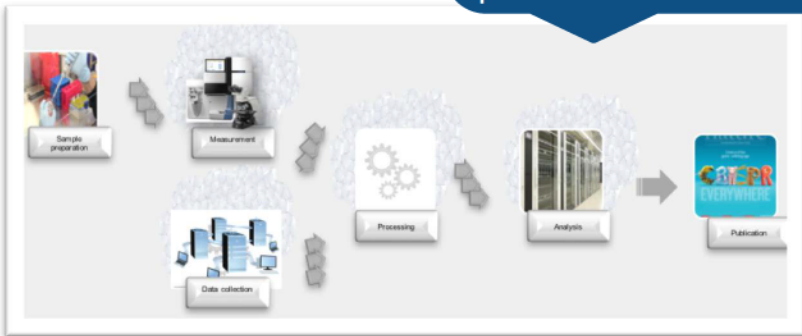 Sample
preparation
Measurement
Data collection
Processing
Analysis
CRISPR
EVERYWHERE
Publication